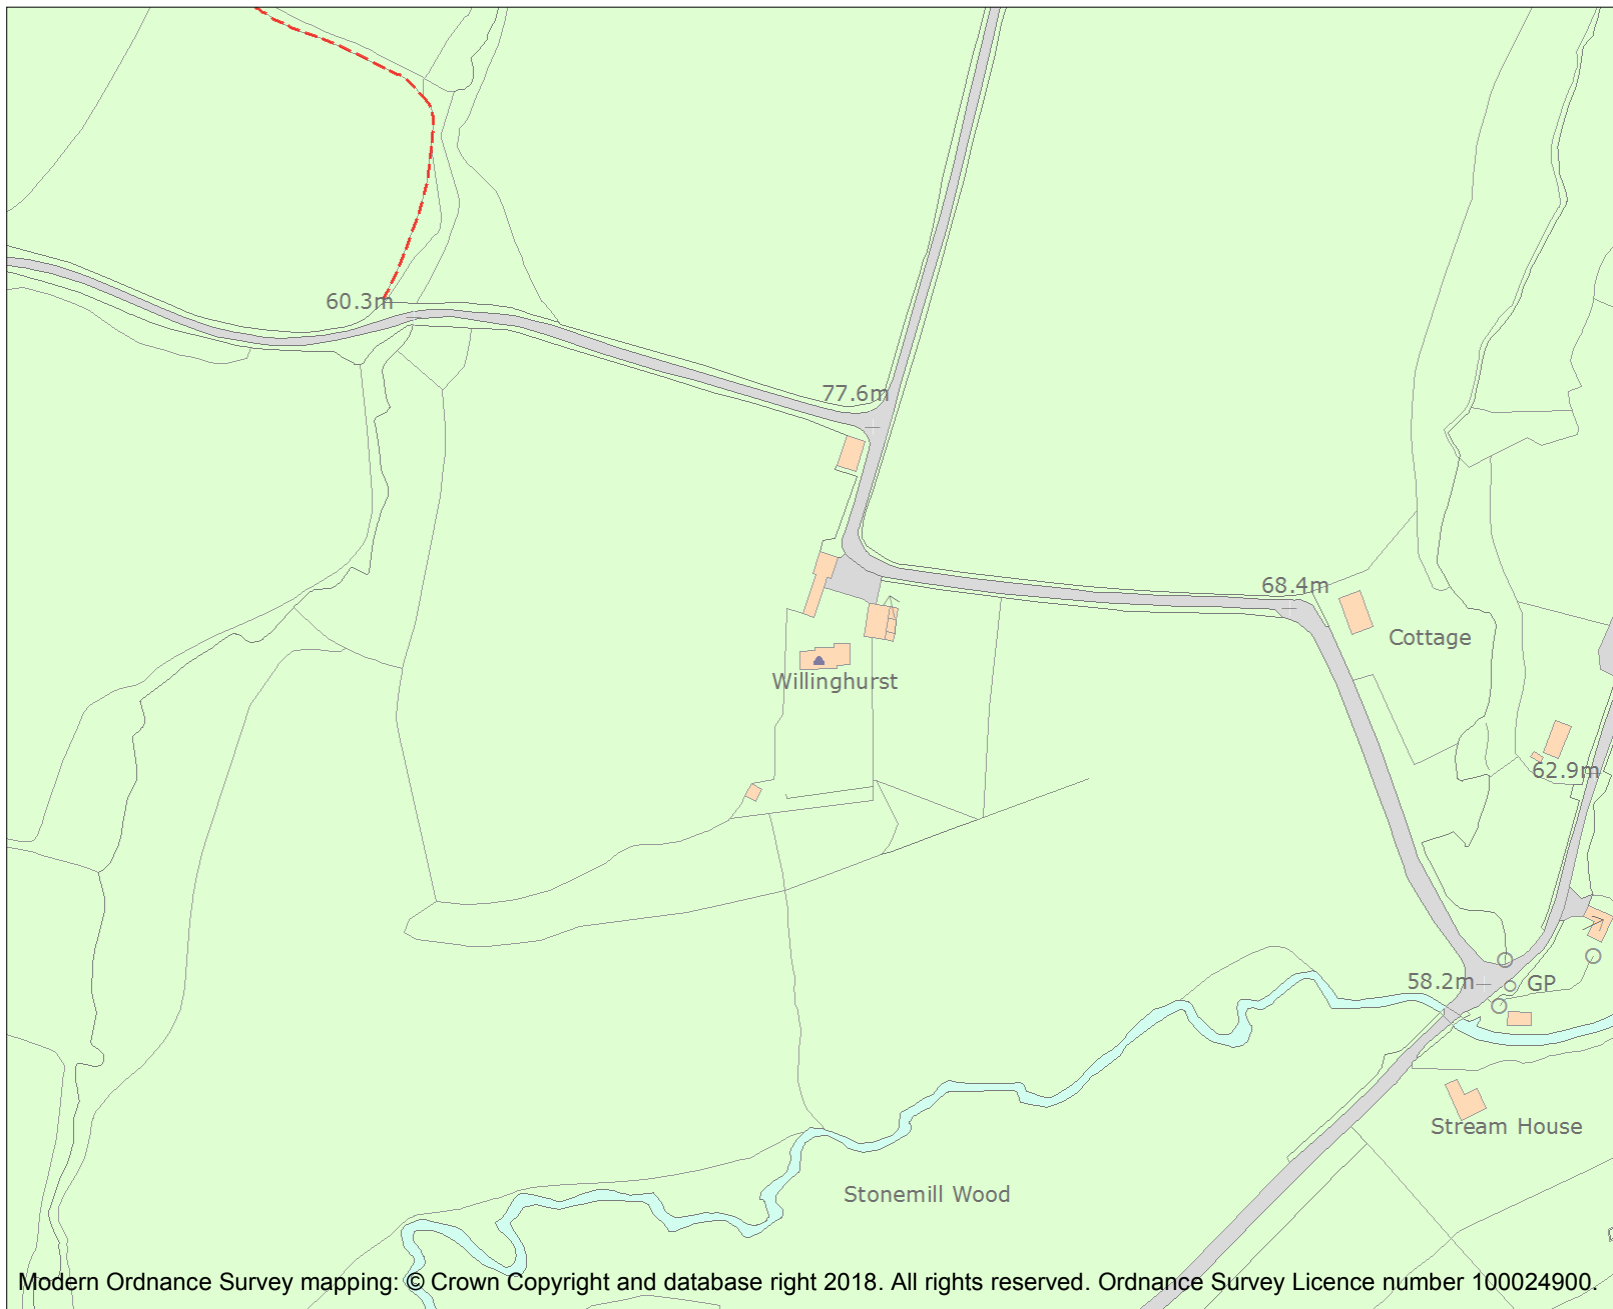 60.3m
77.6m
68.4m
Cottage
Willinghurst
62.9m
58.2m
GP
Stream House
Stonemill Wood
Modern Ordnance Survey mapping: © Crown Copyright and database right 2018. All rights reserved. Ordnance Survey Licence number 100024900.